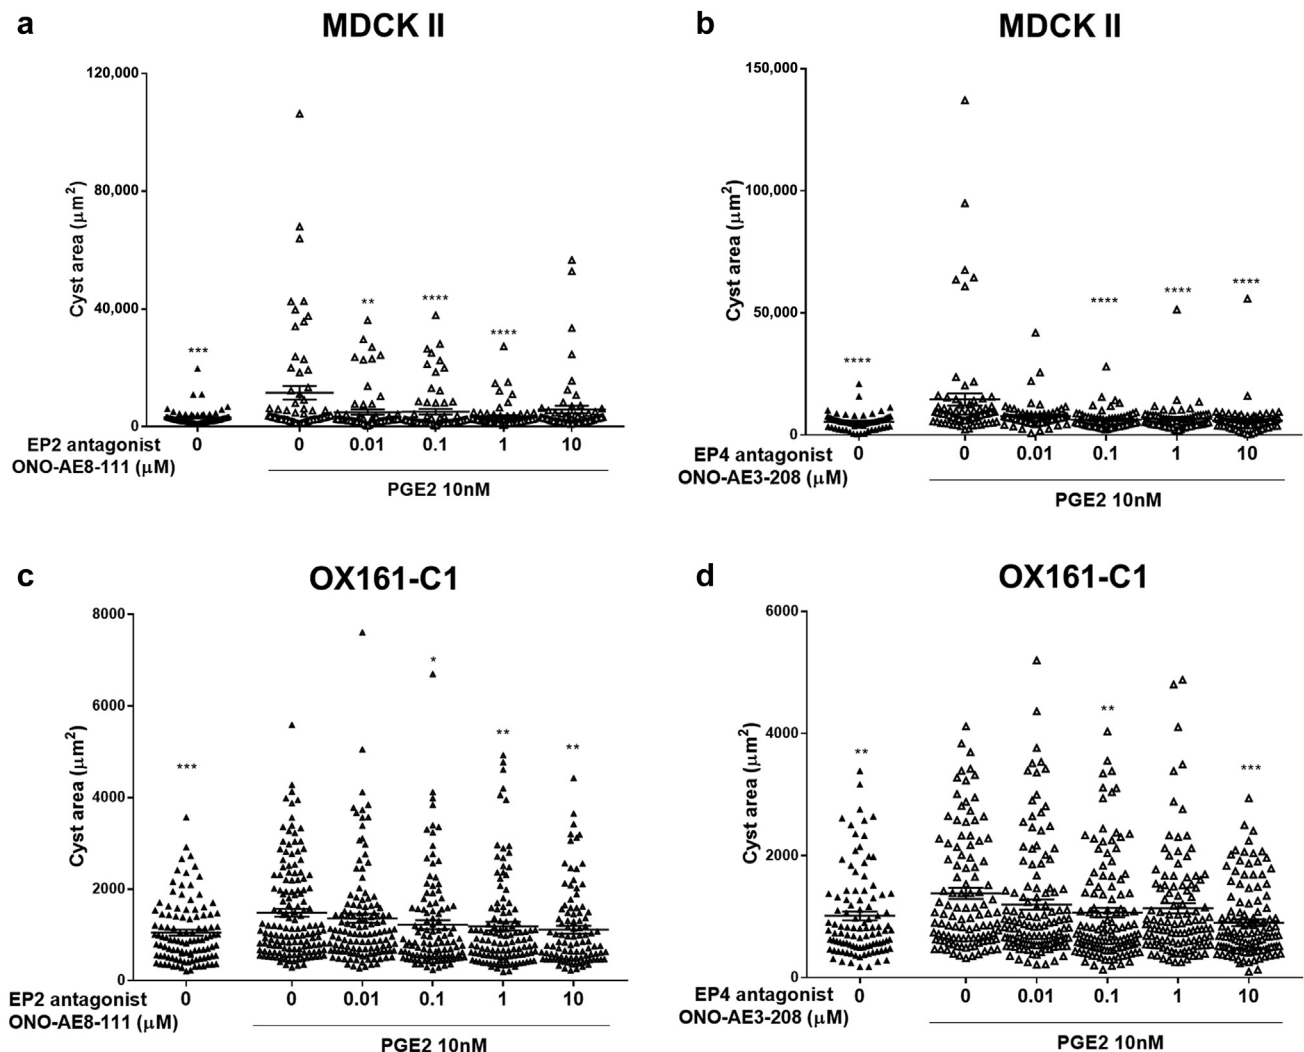 a
MDCK II
120,000
80,000
40,000
0
Cyst area (μm2)
***
**
****
****
EP2 antagonist 0 0 0.01 0.1 1 10
ONO-AE8-111 (μM)
PGE2 10nM
b
MDCK II
150,000
100,000
50,000
0
Cyst area (μm2)
****
****
****
****
EP4 antagonist 0 0 0.01 0.1 1 10
ONO-AE3-208 (μM)
PGE2 10nM
c
OX161-C1
8000
6000
4000
2000
0
Cyst area (μm2)
***
*
**
**
EP2 antagonist 0 0 0.01 0.1 1 10
ONO-AE8-111 (μM)
PGE2 10nM
d
OX161-C1
6000
4000
2000
0
Cyst area (μm2)
**
**
***
EP4 antagonist 0 0 0.01 0.1 1 10
ONO-AE3-208 (μM)
PGE2 10nM